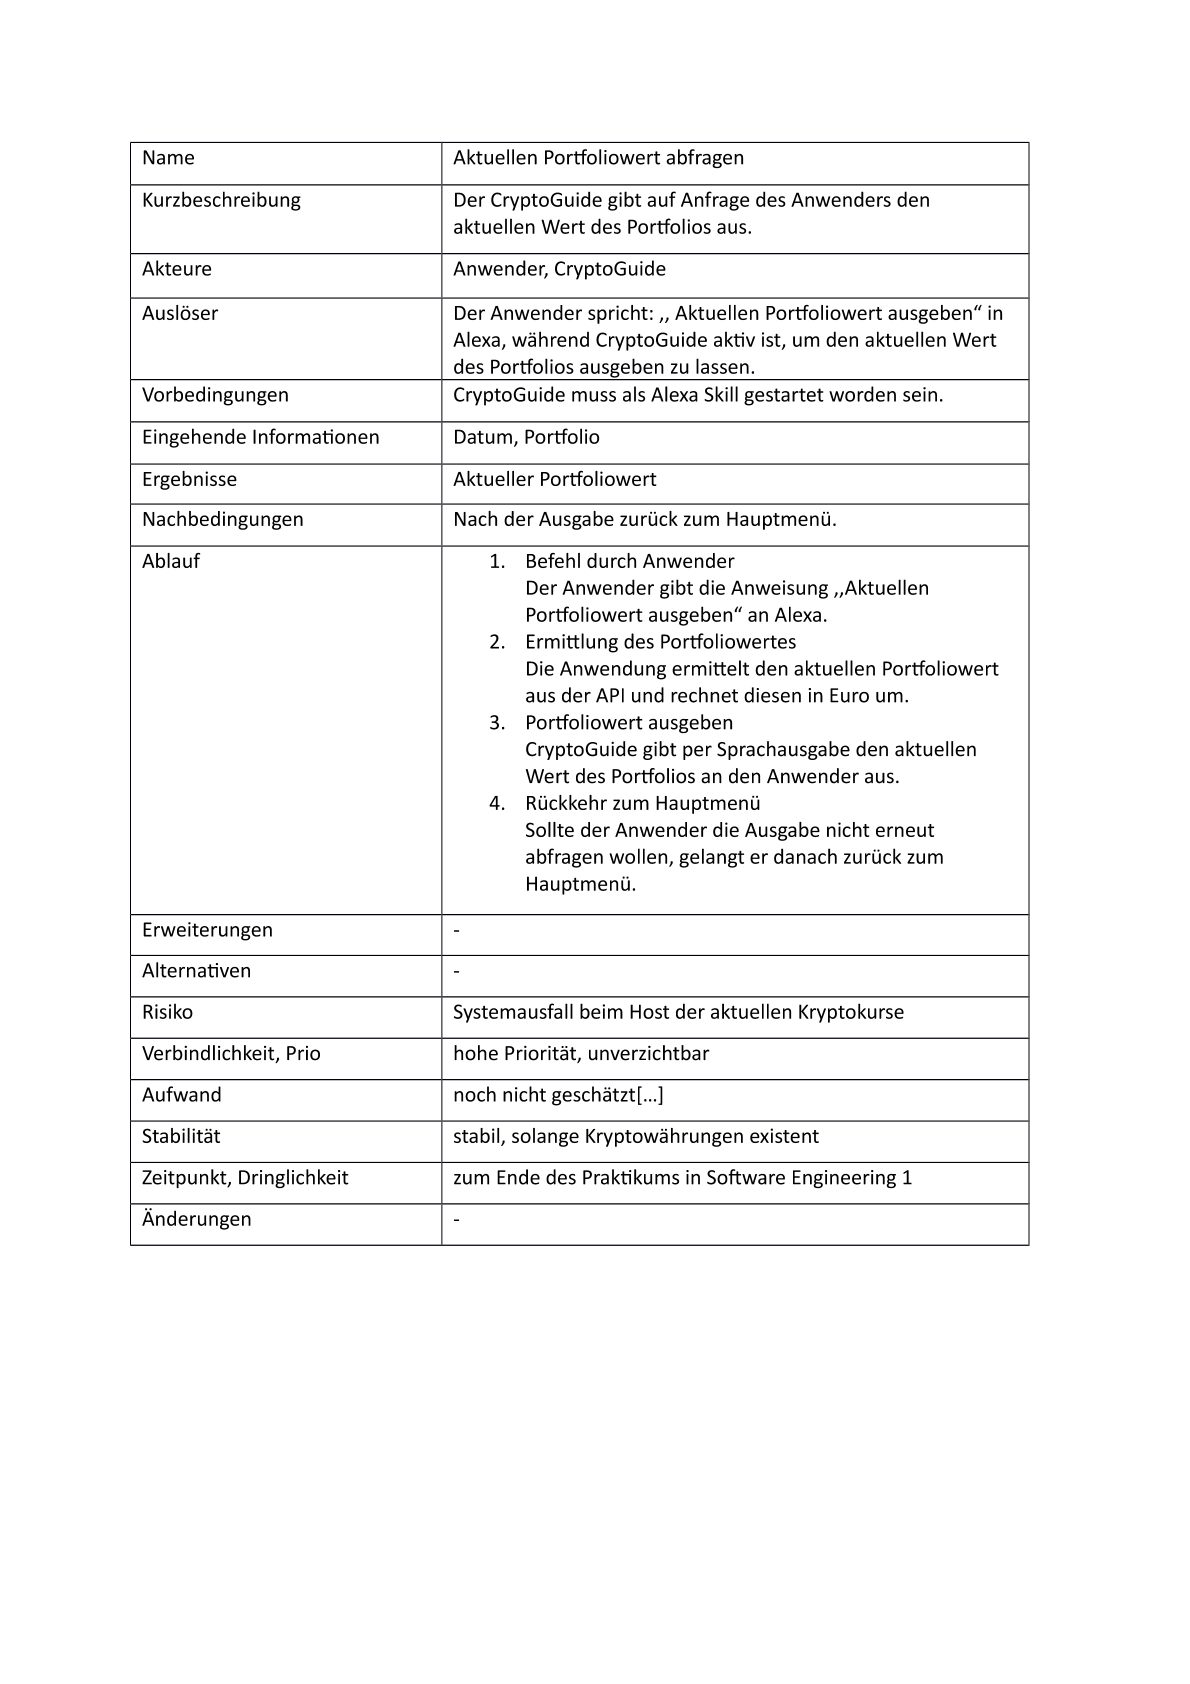 Name
Aktuellen Portfoliowert abfragen
Kurzbeschreibung
Der CryptoGuide gibt auf Anfrage des Anwenders den
aktuellen Wert des Portfolios aus.
Akteure
Anwender, CryptoGuide
Auslöser
Der Anwender spricht: ,, Aktuellen Portfoliowert ausgeben“ in
Alexa, während CryptoGuide aktiv ist, um den aktuellen Wert
des Portfolios ausgeben zu lassen.
Vorbedingungen
CryptoGuide muss als Alexa Skill gestartet worden sein.
Eingehende Informationen
Datum, Portfolio
Ergebnisse
Aktueller Portfoliowert
Nachbedingungen
Nach der Ausgabe zurück zum Hauptmenü.
Ablauf
1. Befehl durch Anwender
Der Anwender gibt die Anweisung ,,Aktuellen
Portfoliowert ausgeben“ an Alexa.
2. Ermittlung des Portfoliowertes
Die Anwendung ermittelt den aktuellen Portfoliowert
aus der API und rechnet diesen in Euro um.
3. Portfoliowert ausgeben
CryptoGuide gibt per Sprachausgabe den aktuellen
Wert des Portfolios an den Anwender aus.
4. Rückkehr zum Hauptmenü
Sollte der Anwender die Ausgabe nicht erneut
abfragen wollen, gelangt er danach zurück zum
Hauptmenü.
Erweiterungen
-
Alternativen
-
Risiko
Systemausfall beim Host der aktuellen Kryptokurse
Verbindlichkeit, Prio
hohe Priorität, unverzichtbar
Aufwand
noch nicht geschätzt[…]
Stabilität
stabil, solange Kryptowährungen existent
Zeitpunkt, Dringlichkeit
zum Ende des Praktikums in Software Engineering 1
Änderungen
-